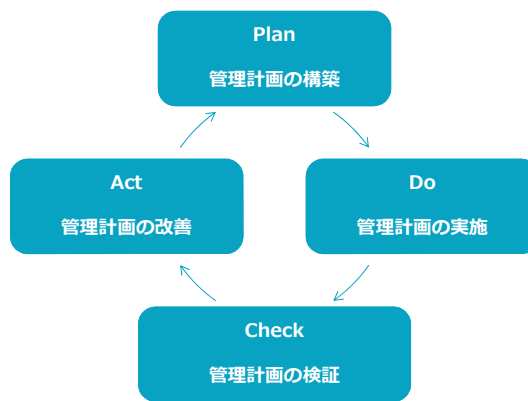 Plan
管理計画の構築
Act
管理計画の改善
Do
管理計画の実施
Check
管理計画の検証